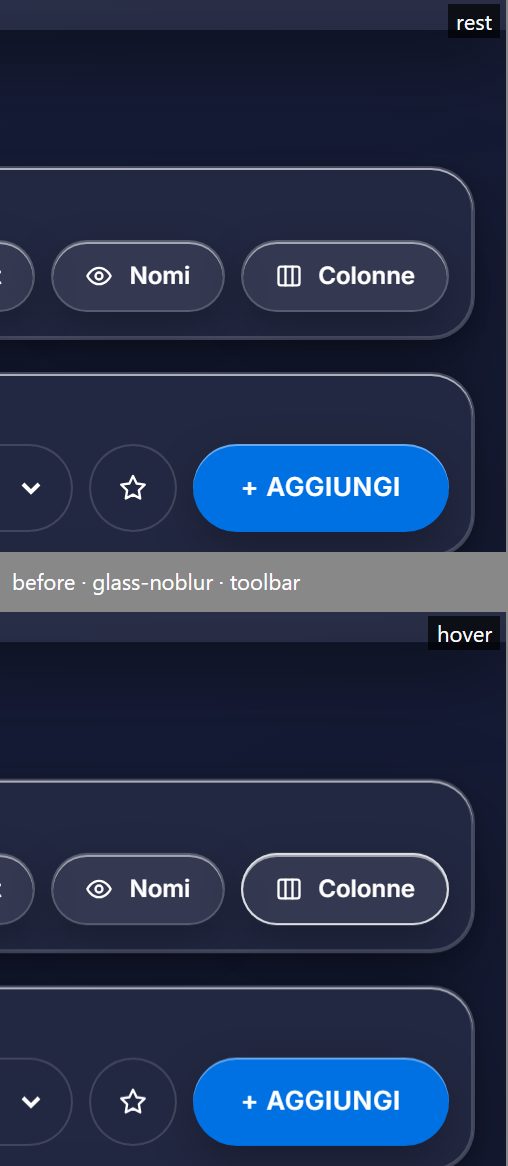 rest
Nomi
Colonne
+ AGGIUNGI
before · glass-noblur · toolbar
hover
Nomi
Colonne
+ AGGIUNGI